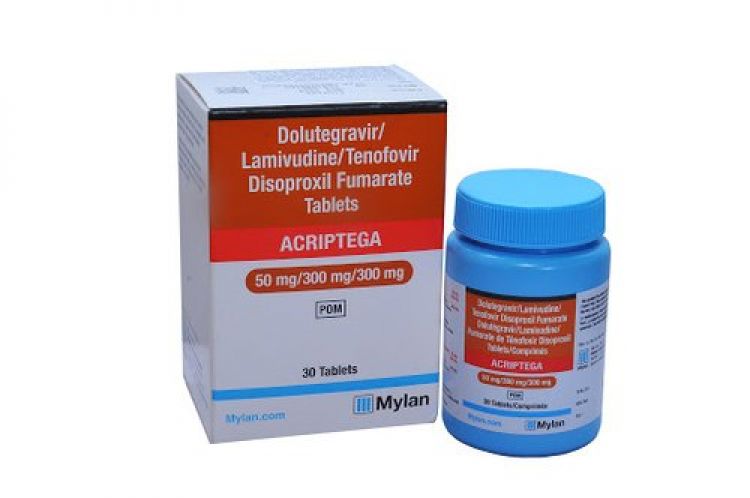 Dolutegravir/
Lamivudine/Tenofovir
Disoproxil Fumarate
Tablets
ACRIPTEGA
50 mg/300 mg/300 mg
POM
30 Tablets
Mylan.com
Mylan
Dolutegravir/Lamivudine/
Tenofovir Disoproxil Fumarate
Dolutégravir/Lamivudine/
Fumarate de Ténofovir Disoproxil
Tablets/Comprimés
ACRIPTEGA
50 mg/300 mg/300 mg
POM
30 Tablets/Comprimés
Mylan.com
Mylan